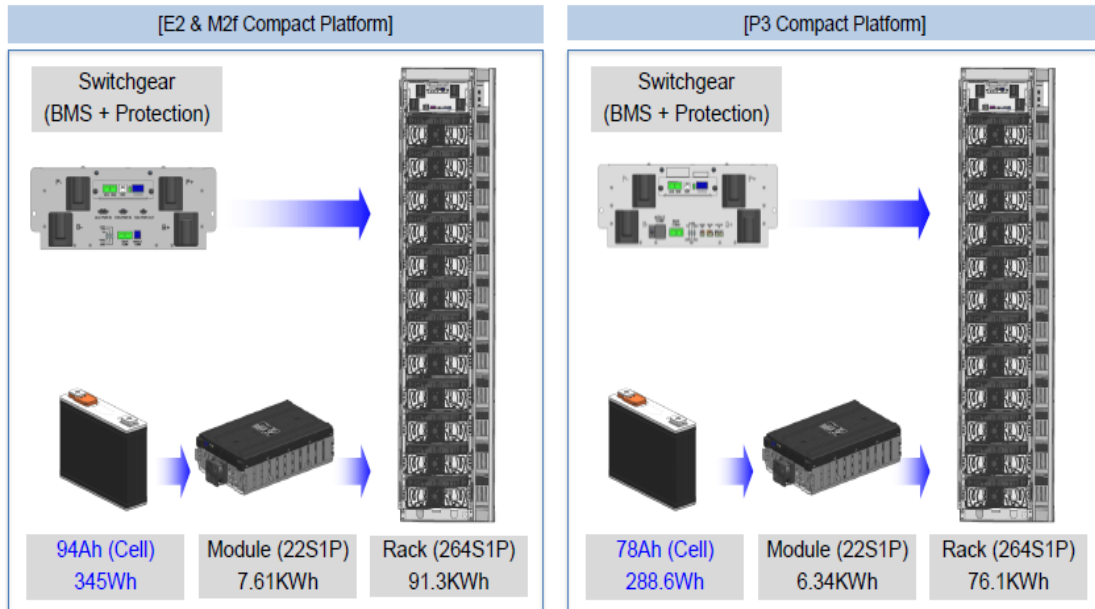 [E2 & M2f Compact Platform]
Switchgear
(BMS + Protection)
94Ah (Cell)
345Wh
Module (22S1P)
7.61KWh
Rack (264S1P)
91.3KWh
[P3 Compact Platform]
Switchgear
(BMS + Protection)
78Ah (Cell)
288.6Wh
Module (22S1P)
6.34KWh
Rack (264S1P)
76.1KWh